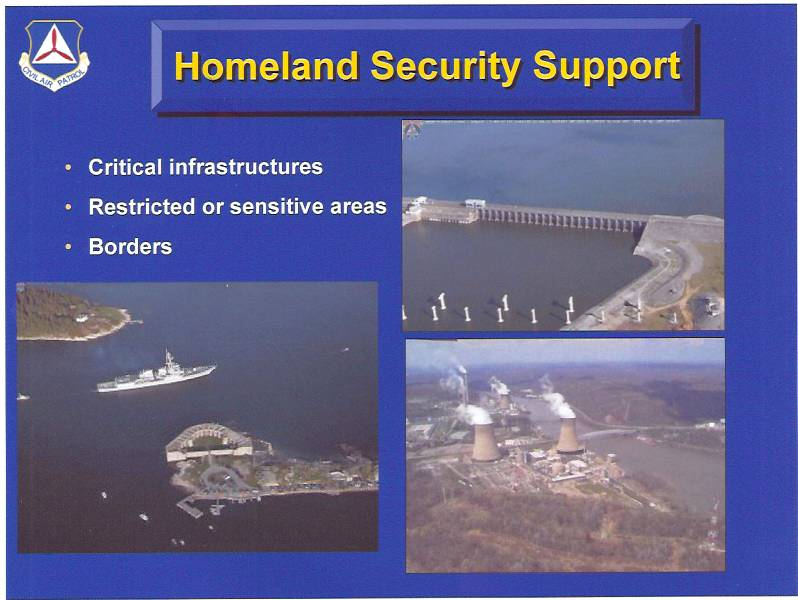 CIVIL AIR PATROL
Homeland Security Support
• Critical infrastructures
• Restricted or sensitive areas
• Borders